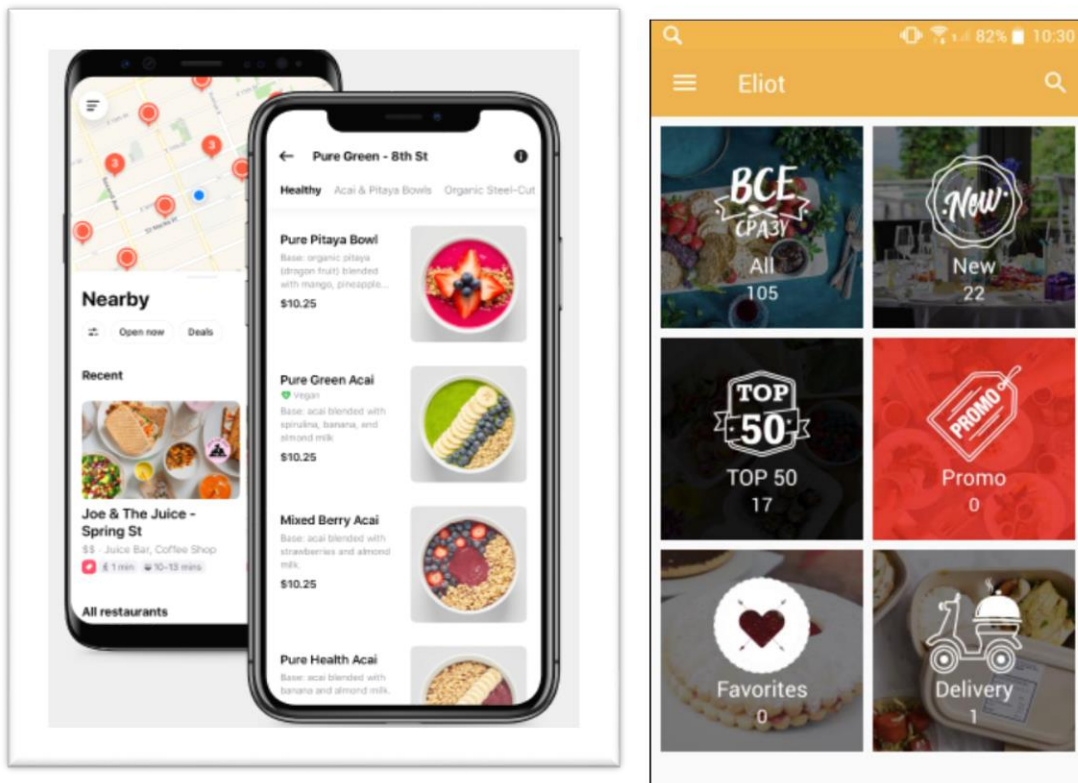 3
3
Nearby
Open now
Deals
Recent
Joe & The Juice -
Spring St
$$ · Juice Bar, Coffee Shop
1 min
10-13 mins
All restaurants
Pure Green - 8th St
Healthy Acai & Pitaya Bowls Organic Steel-Cut
Pure Pitaya Bowl
Base: organic pitaya
(dragon fruit) blended
with mango, pineapple...
$10.25
Pure Green Acai
Vegan
Base: acai blended with
spirulina, banana, and
almond milk
$10.25
Mixed Berry Acai
Base: acai blended with
strawberries and almond
milk.
$10.25
Pure Health Acai
Base: acai blended with
banana and almond milk.
82% 10:30
Eliot
ВСЕ
СРАЗУ
All
105
New
New
22
TOP
50
TOP 50
17
PROMO
Promo
0
Favorites
0
Delivery
1